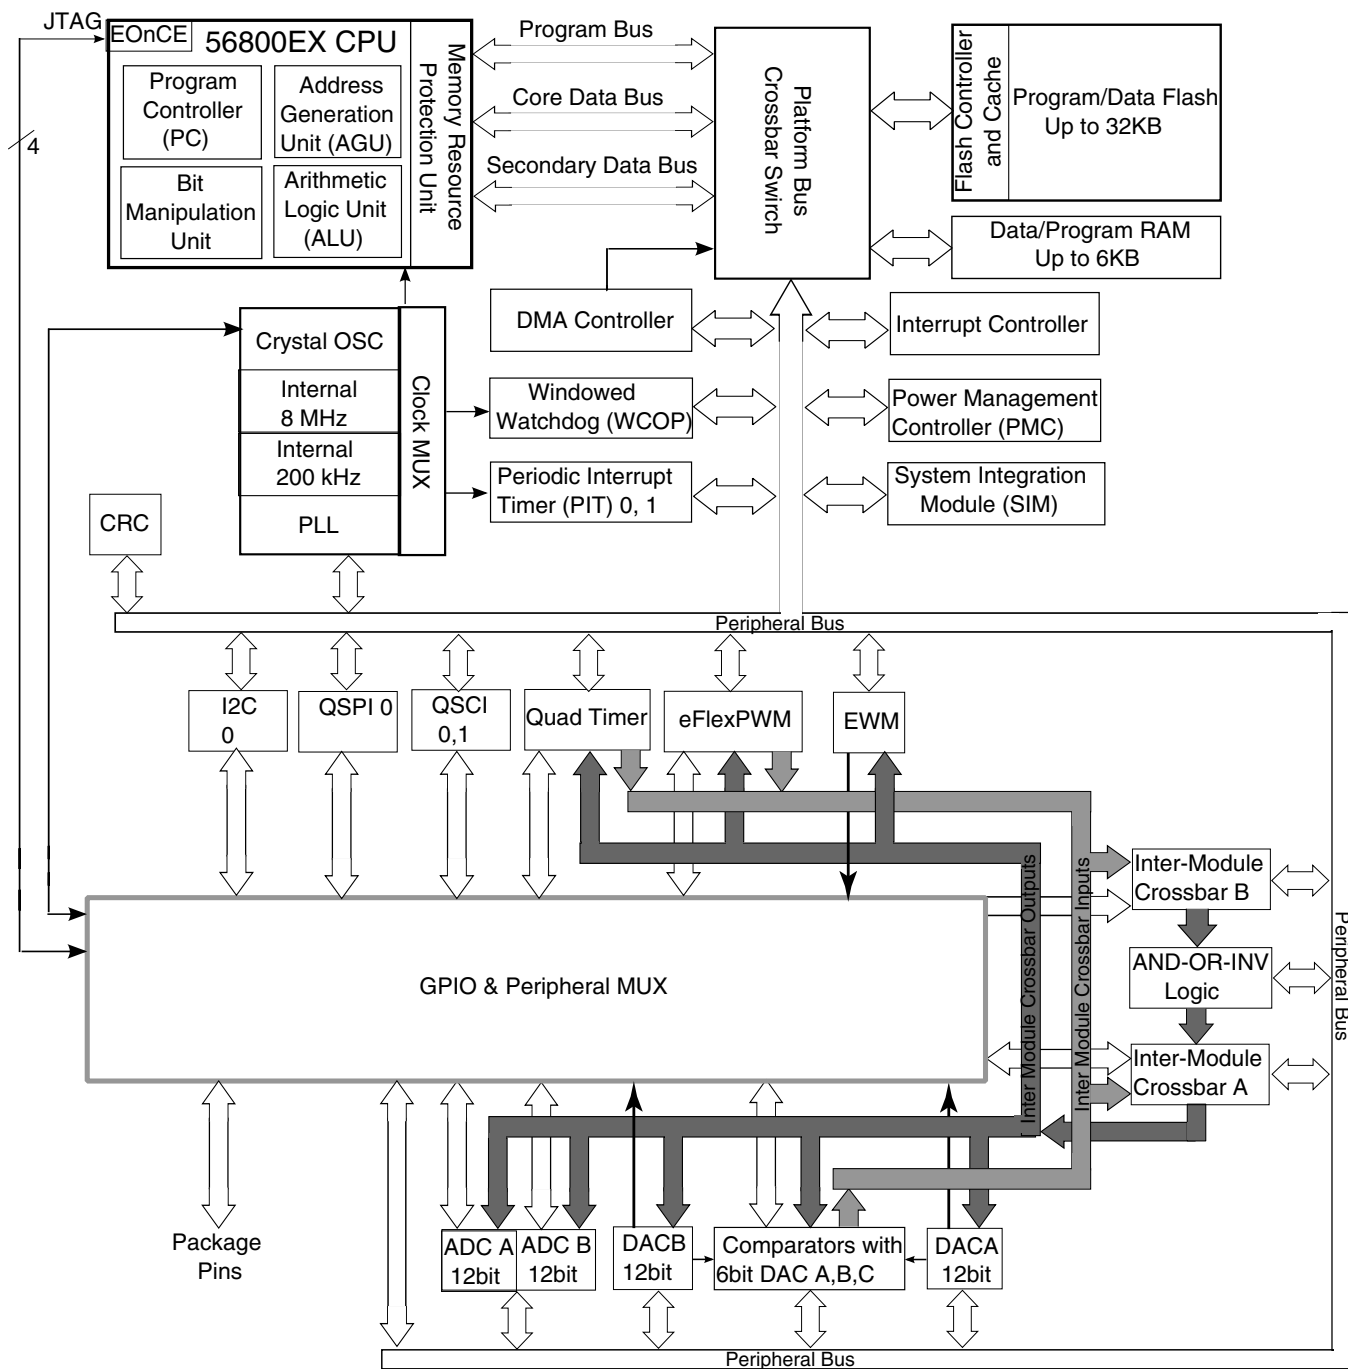 JTAG
EOnCE
56800EX CPU
Program
Controller
(PC)
Address
Generation
Unit (AGU)
Bit
Manipulation
Unit
Arithmetic
Logic Unit
(ALU)
Memory Resource
Protection Unit
4
Program Bus
Core Data Bus
Secondary Data Bus
Platform Bus
Crossbar Swirch
Flash Controller
and Cache
Program/Data Flash
Up to 32KB
Data/Program RAM
Up to 6KB
Crystal OSC
Internal
8 MHz
Internal
200 kHz
PLL
Clock MUX
DMA Controller
Windowed
Watchdog (WCOP)
Periodic Interrupt
Timer (PIT) 0, 1
Interrupt Controller
Power Management
Controller (PMC)
System Integration
Module (SIM)
CRC
Peripheral Bus
I2C
0
QSPI 0
QSCI
0,1
Quad Timer
eFlexPWM
EWM
GPIO & Peripheral MUX
Inter Module Crossbar Outputs
Inter Module Crossbar Inputs
Inter-Module
Crossbar B
AND-OR-INV
Logic
Inter-Module
Crossbar A
Peripheral Bus
Package
Pins
ADC A
12bit
ADC B
12bit
DACB
12bit
Comparators with
6bit DAC A,B,C
DACA
12bit
Peripheral Bus